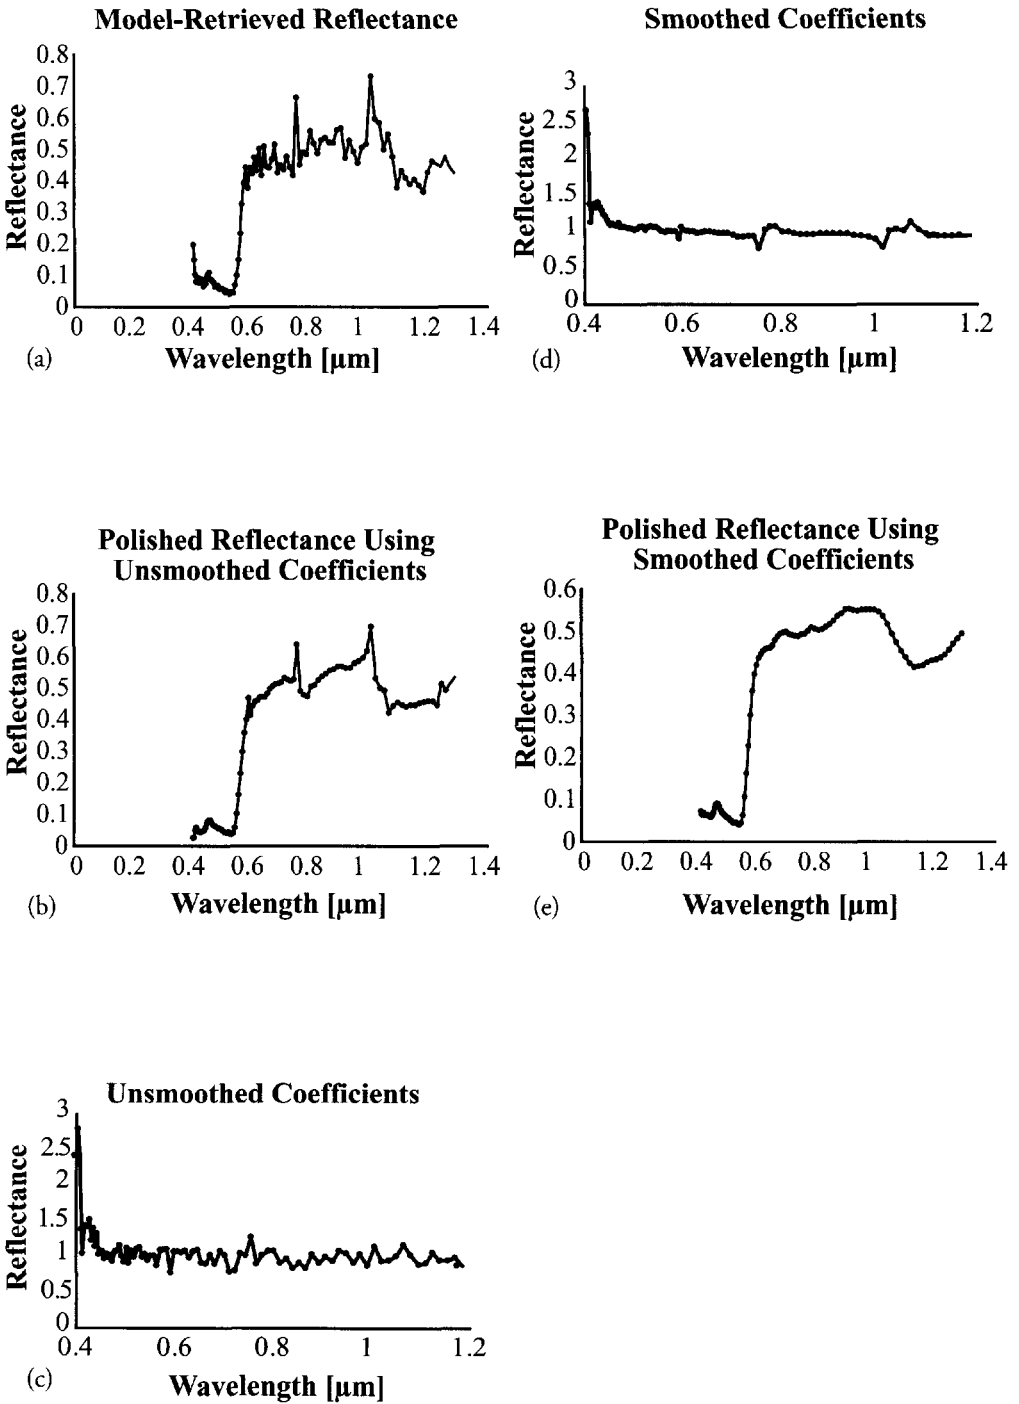 Model-Retrieved Reflectance
0.8
0.7
0.6
0.5
0.4
0.3
0.2
0.1
0
Reflectance
0 0.2 0.4 0.6 0.8 1 1.2 1.4
(a) Wavelength [µm]
Smoothed Coefficients
3
2.5
2
1.5
1
0.5
0
Reflectance
0.4 0.6 0.8 1 1.2
(d) Wavelength [µm]
Polished Reflectance Using
Unsmoothed Coefficients
0.8
0.7
0.6
0.5
0.4
0.3
0.2
0.1
0
Reflectance
0 0.2 0.4 0.6 0.8 1 1.2 1.4
(b) Wavelength [µm]
Polished Reflectance Using
Smoothed Coefficients
0.6
0.5
0.4
0.3
0.2
0.1
0
Reflectance
0 0.2 0.4 0.6 0.8 1 1.2 1.4
(e) Wavelength [µm]
Unsmoothed Coefficients
3
2.5
2
1.5
1
0.5
0
Reflectance
0.4 0.6 0.8 1 1.2
(c) Wavelength [µm]